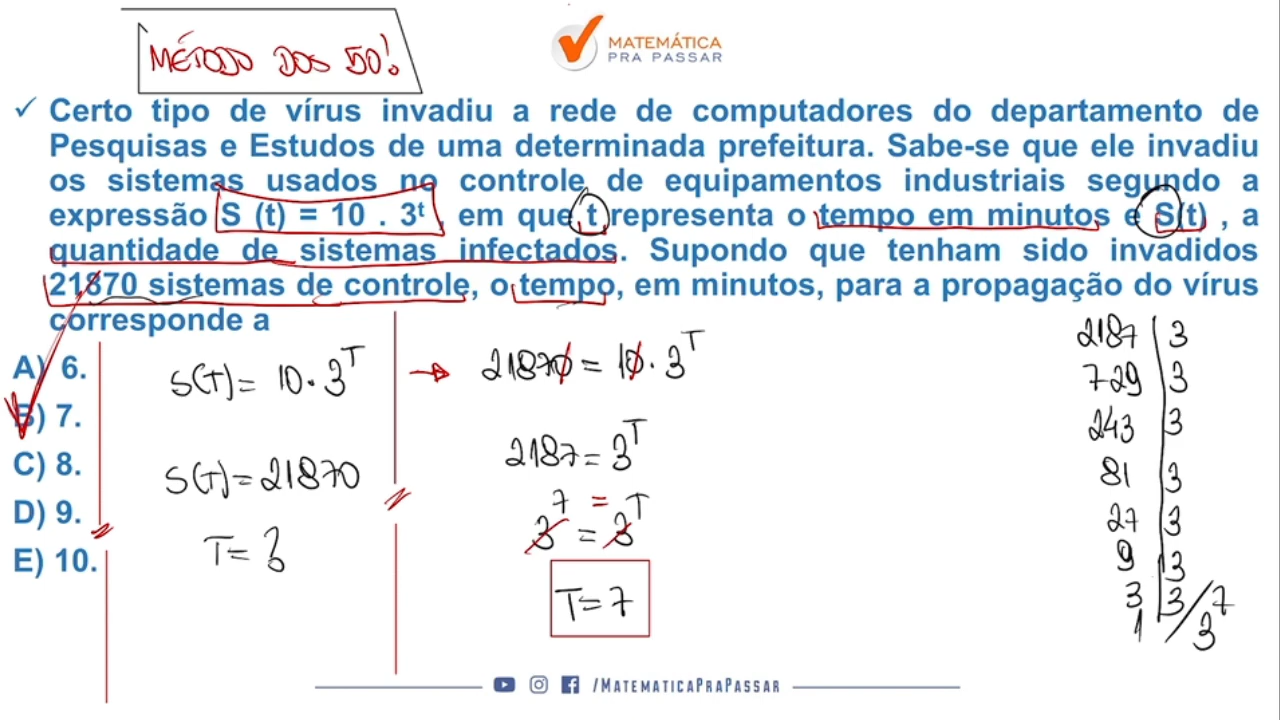 MÉTODO DOS 50!
MATEMÁTICA
PRA PASSAR
✓ Certo tipo de vírus invadiu a rede de computadores do departamento de
Pesquisas e Estudos de uma determinada prefeitura. Sabe-se que ele invadiu
os sistemas usados no controle de equipamentos industriais segundo a
expressão S (t) = 10 . 3ᵗ, em que t representa o tempo em minutos e S(t) , a
quantidade de sistemas infectados. Supondo que tenham sido invadidos
21870 sistemas de controle, o tempo, em minutos, para a propagação do vírus
corresponde a
A) 6.
B) 7.
C) 8.
D) 9.
E) 10.
S(T) = 10 · 3ᵀ
S(T) = 21870
T = ?
21870 = 10 · 3ᵀ
2187 = 3ᵀ
3⁷ = 3ᵀ
=
T = 7
2187 | 3
729 | 3
243 | 3
81 | 3
27 | 3
9 | 3
3 | 3
1 / 3⁷
/MATEMATICAPRAPASSAR